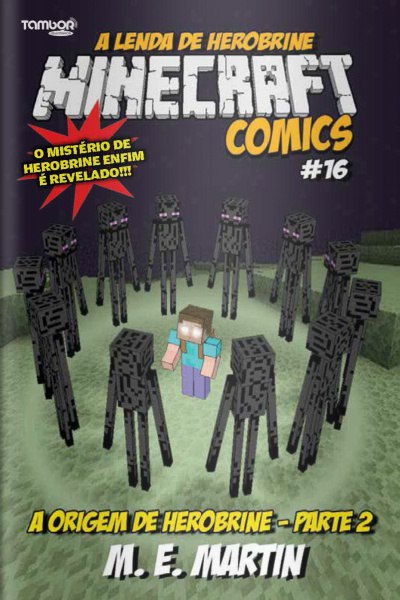 TAMBOR
A LENDA DE HEROBRINE
MINECRAFT
COMICS
#16
O MISTÉRIO DE
HEROBRINE ENFIM
É REVELADO!!!
A ORIGEM DE HEROBRINE - PARTE 2
M. E. MARTIN